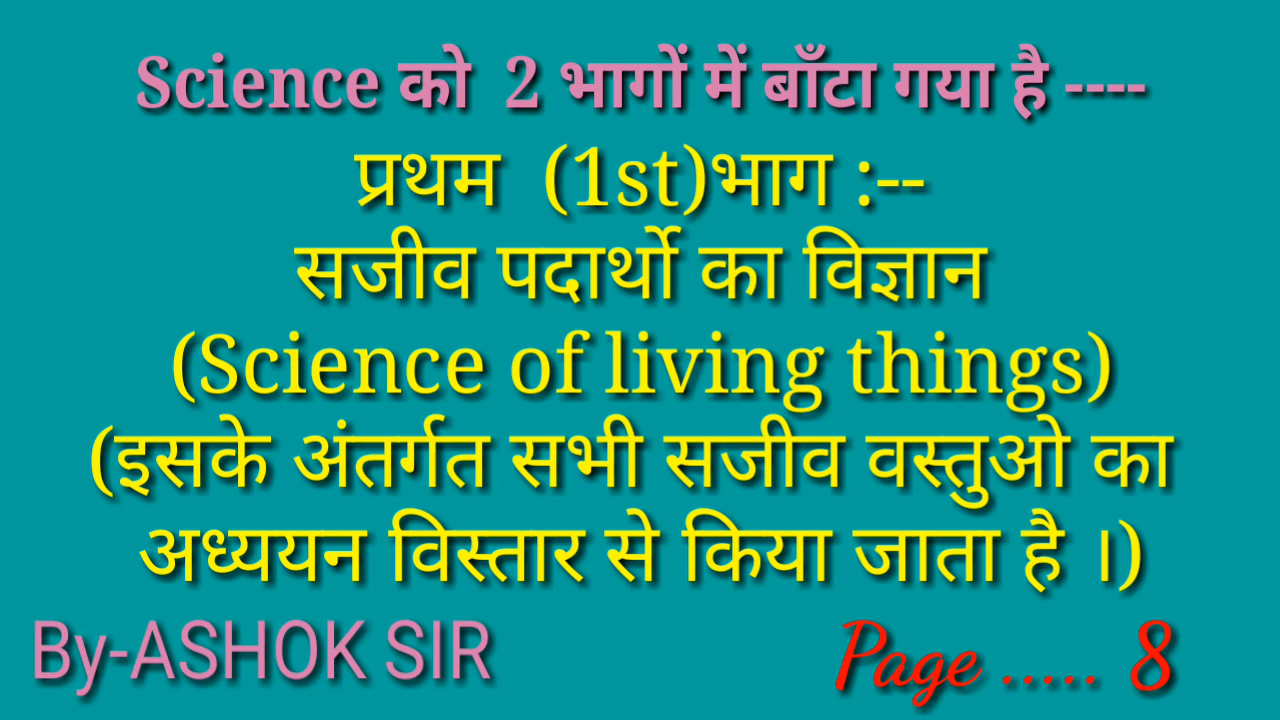 Science को 2 भागों में बाँटा गया है ----
प्रथम (1st)भाग :--
सजीव पदार्थो का विज्ञान
(Science of living things)
(इसके अंतर्गत सभी सजीव वस्तुओ का
अध्ययन विस्तार से किया जाता है ।)
By-ASHOK SIR
Page ..... 8